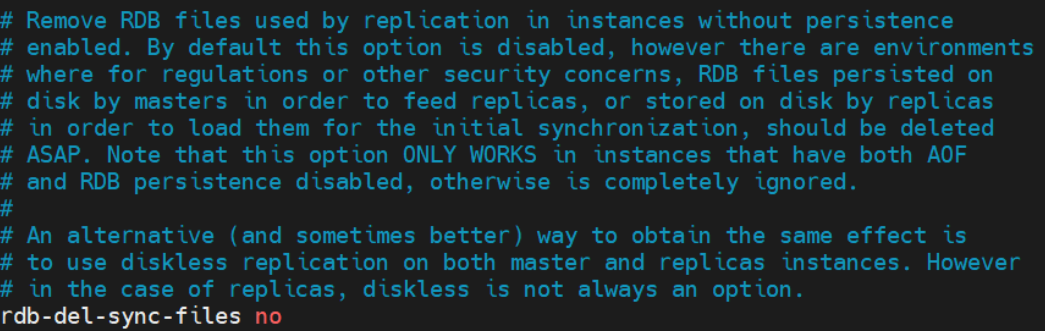 # Remove RDB files used by replication in instances without persistence
# enabled. By default this option is disabled, however there are environments
# where for regulations or other security concerns, RDB files persisted on
# disk by masters in order to feed replicas, or stored on disk by replicas
# in order to load them for the initial synchronization, should be deleted
# ASAP. Note that this option ONLY WORKS in instances that have both AOF
# and RDB persistence disabled, otherwise is completely ignored.
#
# An alternative (and sometimes better) way to obtain the same effect is
# to use diskless replication on both master and replicas instances. However
# in the case of replicas, diskless is not always an option.
rdb-del-sync-files no